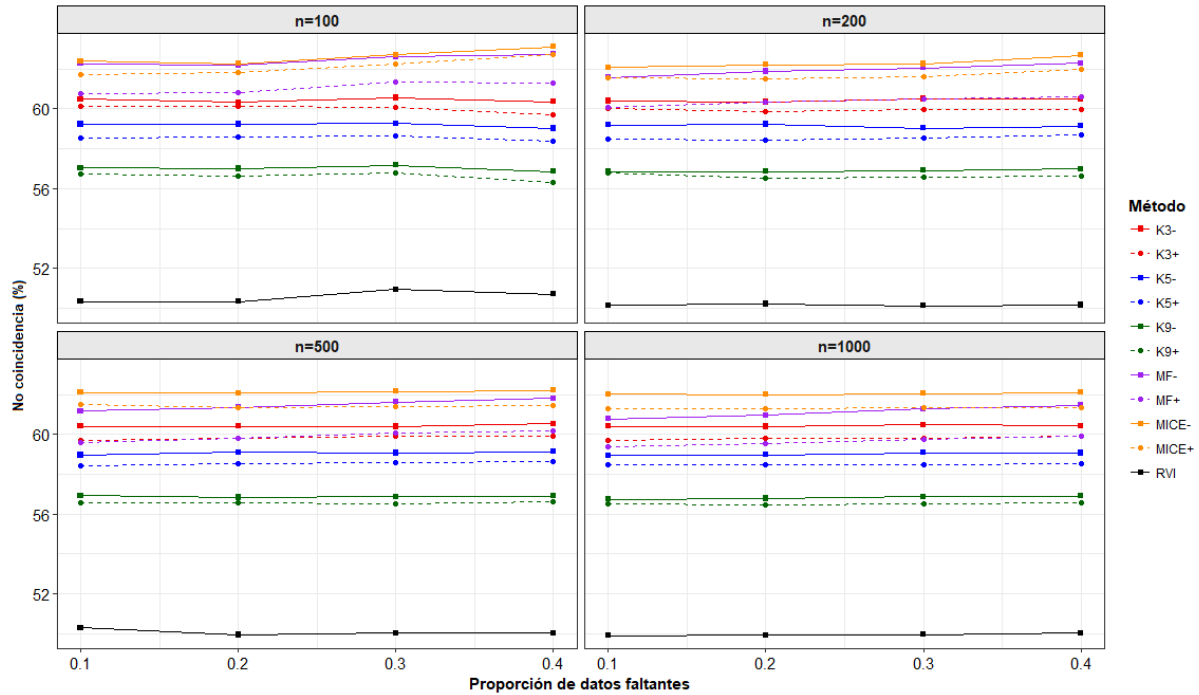 n=100
n=200
60
56
52
n=500
n=1000
60
56
52
0.1
0.2
0.3
0.4
0.1
0.2
0.3
0.4
Proporción de datos faltantes
No coincidencia (%)
Método
K3-
K3+
K5-
K5+
K9-
K9+
MF-
MF+
MICE-
MICE+
RVI